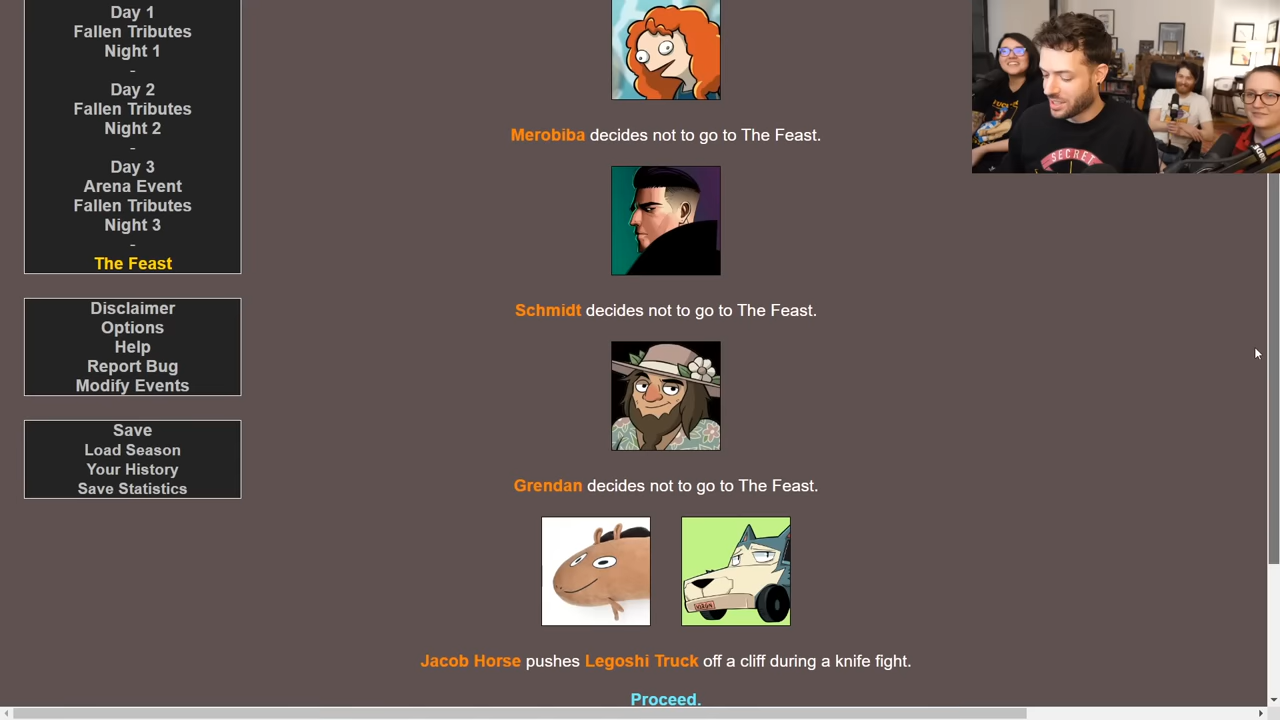 Day 1
Fallen Tributes
Night 1
-
Day 2
Fallen Tributes
Night 2
-
Day 3
Arena Event
Fallen Tributes
Night 3
-
The Feast
Disclaimer
Options
Help
Report Bug
Modify Events
Save
Load Season
Your History
Save Statistics
Merobiba decides not to go to The Feast.
Schmidt decides not to go to The Feast.
Grendan decides not to go to The Feast.
Jacob Horse pushes Legoshi Truck off a cliff during a knife fight.
Proceed.
SECRET